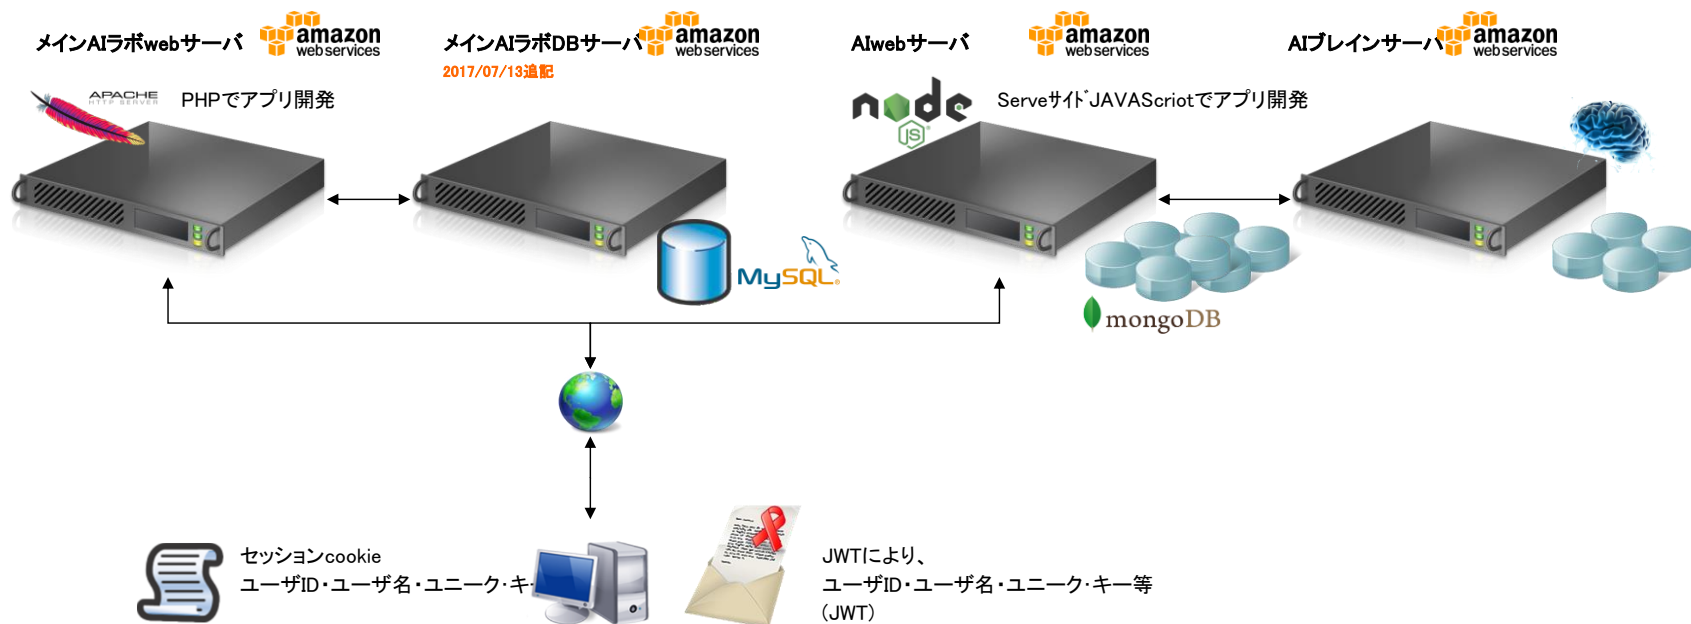 メインAIラボwebサーバ
amazon
webservices
メインAIラボDBサーバ
2017/07/13追記
amazon
webservices
AIwebサーバ
amazon
webservices
AIブレインサーバ
amazon
webservices
APACHE
HTTP SERVER
PHPでアプリ開発
node
JS
ServeサイドJAVAScriotでアプリ開発
MySQL
mongoDB
セッションcookie
ユーザID・ユーザ名・ユニーク・キー
JWTにより、
ユーザID・ユーザ名・ユニーク・キー等
(JWT)